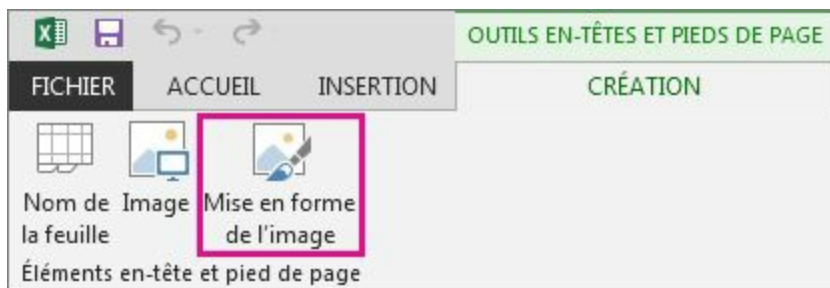 OUTILS EN-TÊTES ET PIEDS DE PAGE
FICHIER ACCUEIL INSERTION CRÉATION
Nom de la feuille
Image
Mise en forme de l'image
Éléments en-tête et pied de page